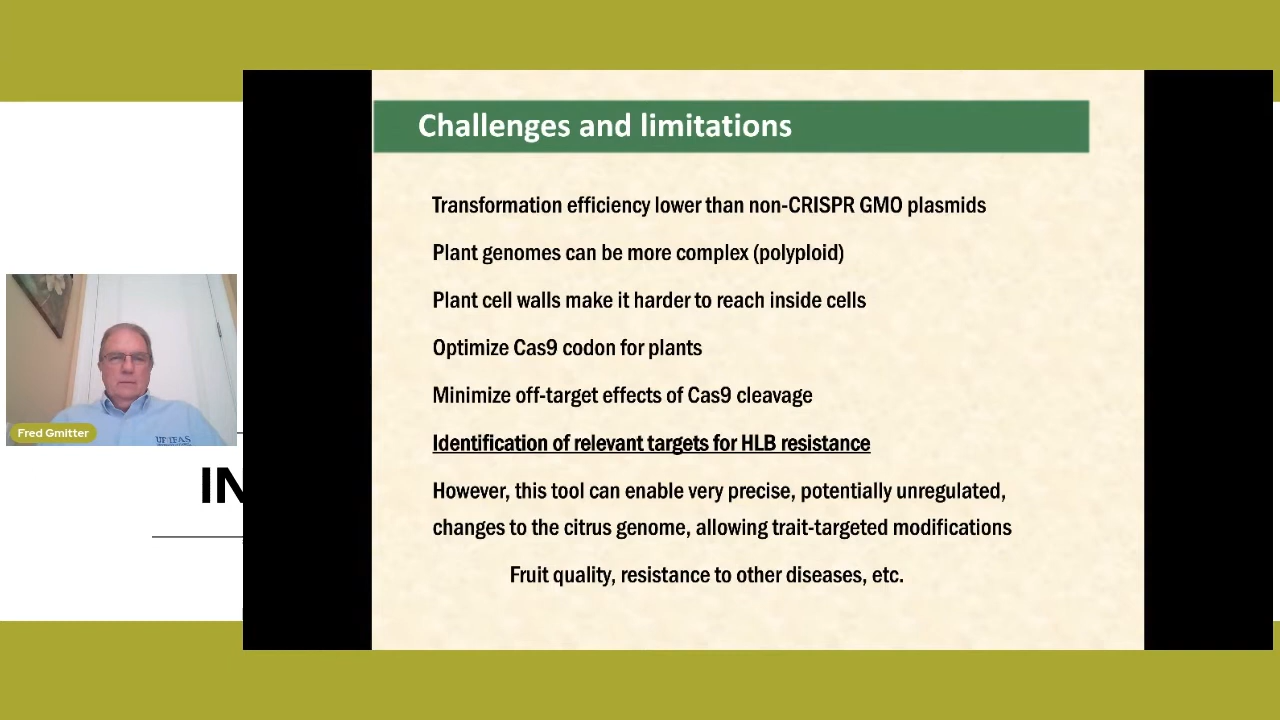 Challenges and limitations
Transformation efficiency lower than non-CRISPR GMO plasmids
Plant genomes can be more complex (polyploid)
Plant cell walls make it harder to reach inside cells
Optimize Cas9 codon for plants
Minimize off-target effects of Cas9 cleavage
Identification of relevant targets for HLB resistance
However, this tool can enable very precise, potentially unregulated,
changes to the citrus genome, allowing trait-targeted modifications
Fruit quality, resistance to other diseases, etc.
Fred Gmitter
UF IFAS
IN